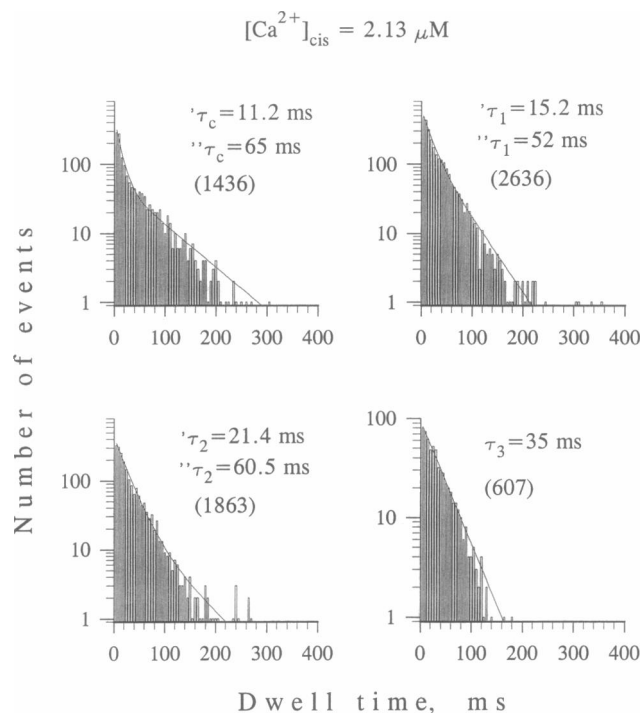 [Ca²⁺]cis = 2.13 μM
'τc=11.2 ms
''τc=65 ms
(1436)
100
10
1
0 100 200 300 400
'τ1=15.2 ms
''τ1=52 ms
(2636)
100
10
1
0 100 200 300 400
'τ2=21.4 ms
''τ2=60.5 ms
(1863)
100
10
1
0 100 200 300 400
τ3=35 ms
(607)
100
10
1
0 100 200 300 400
Number of events
Dwell time, ms